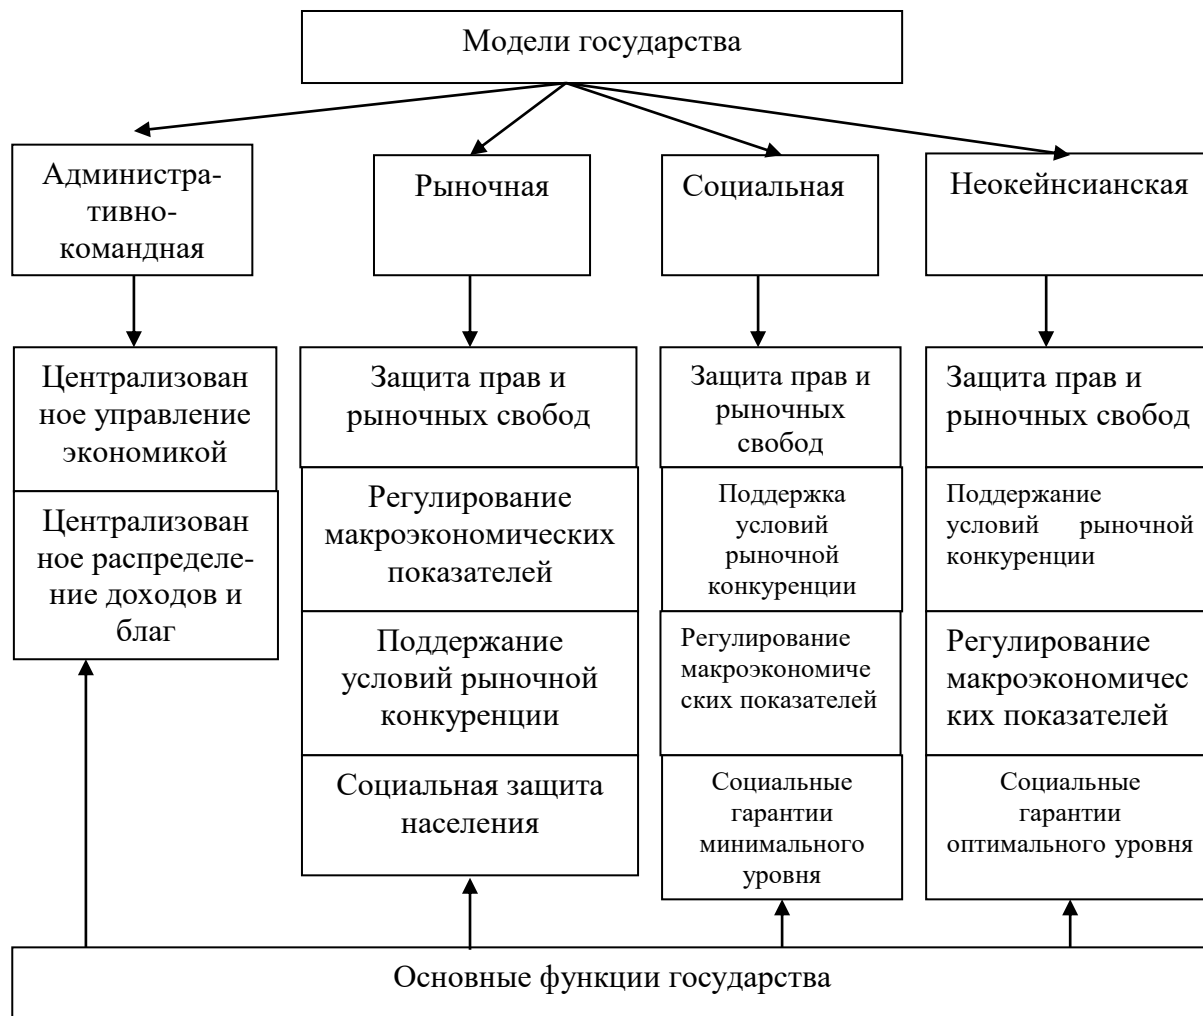 Модели государства
Администра-
тивно-
командная
Рыночная
Социальная
Неокейнсианская
Централизован
ное управление
экономикой
Централизован
ное распределе-
ние доходов и
благ
Защита прав и
рыночных свобод
Регулирование
макроэкономических
показателей
Поддержание
условий рыночной
конкуренции
Социальная защита
населения
Защита прав и
рыночных
свобод
Поддержка
условий
рыночной
конкуренции
Регулирование
макроэкономиче
ских показателей
Социальные
гарантии
минимального
уровня
Защита прав и
рыночных свобод
Поддержание
условий рыночной
конкуренции
Регулирование
макроэкономичес
ких показателей
Социальные
гарантии
оптимального уровня
Основные функции государства